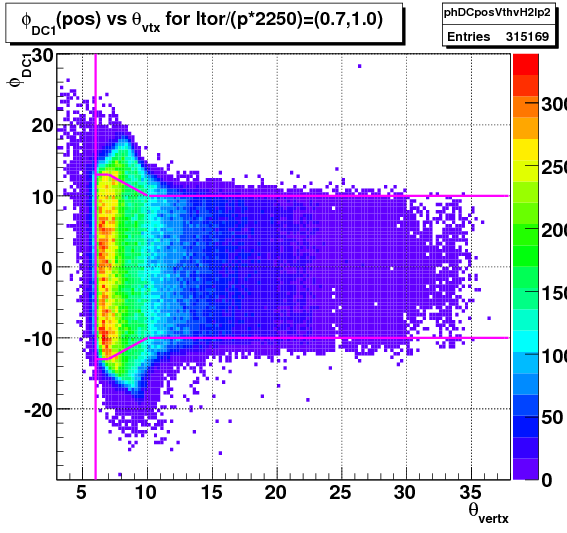 ϕDC1(pos) vs θvtx for Itor/(p*2250)=(0.7,1.0)
phDCposVthvH2Ip2
Entries 315169
ϕDC1
30
20
10
0
-10
-20
5 10 15 20 25 30 35
θvertx
300
250
200
150
100
50
0